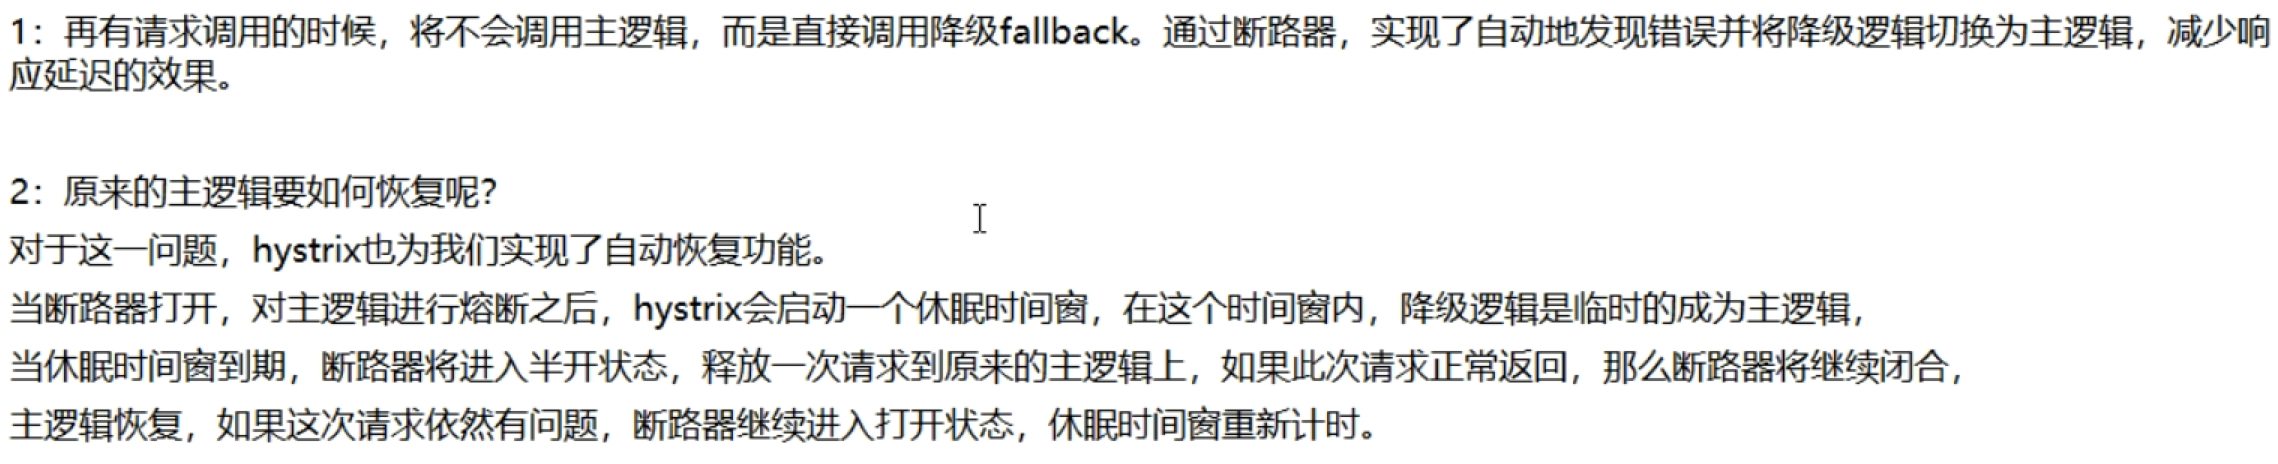 1：再有请求调用的时候，将不会调用主逻辑，而是直接调用降级fallback。通过断路器，实现了自动地发现错误并将降级逻辑切换为主逻辑，减少响
应延迟的效果。
2：原来的主逻辑要如何恢复呢？
对于这一问题，hystrix也为我们实现了自动恢复功能。
当断路器打开，对主逻辑进行熔断之后，hystrix会启动一个休眠时间窗，在这个时间窗内，降级逻辑是临时的成为主逻辑，
当休眠时间窗到期，断路器将进入半开状态，释放一次请求到原来的主逻辑上，如果此次请求正常返回，那么断路器将继续闭合，
主逻辑恢复，如果这次请求依然有问题，断路器继续进入打开状态，休眠时间窗重新计时。